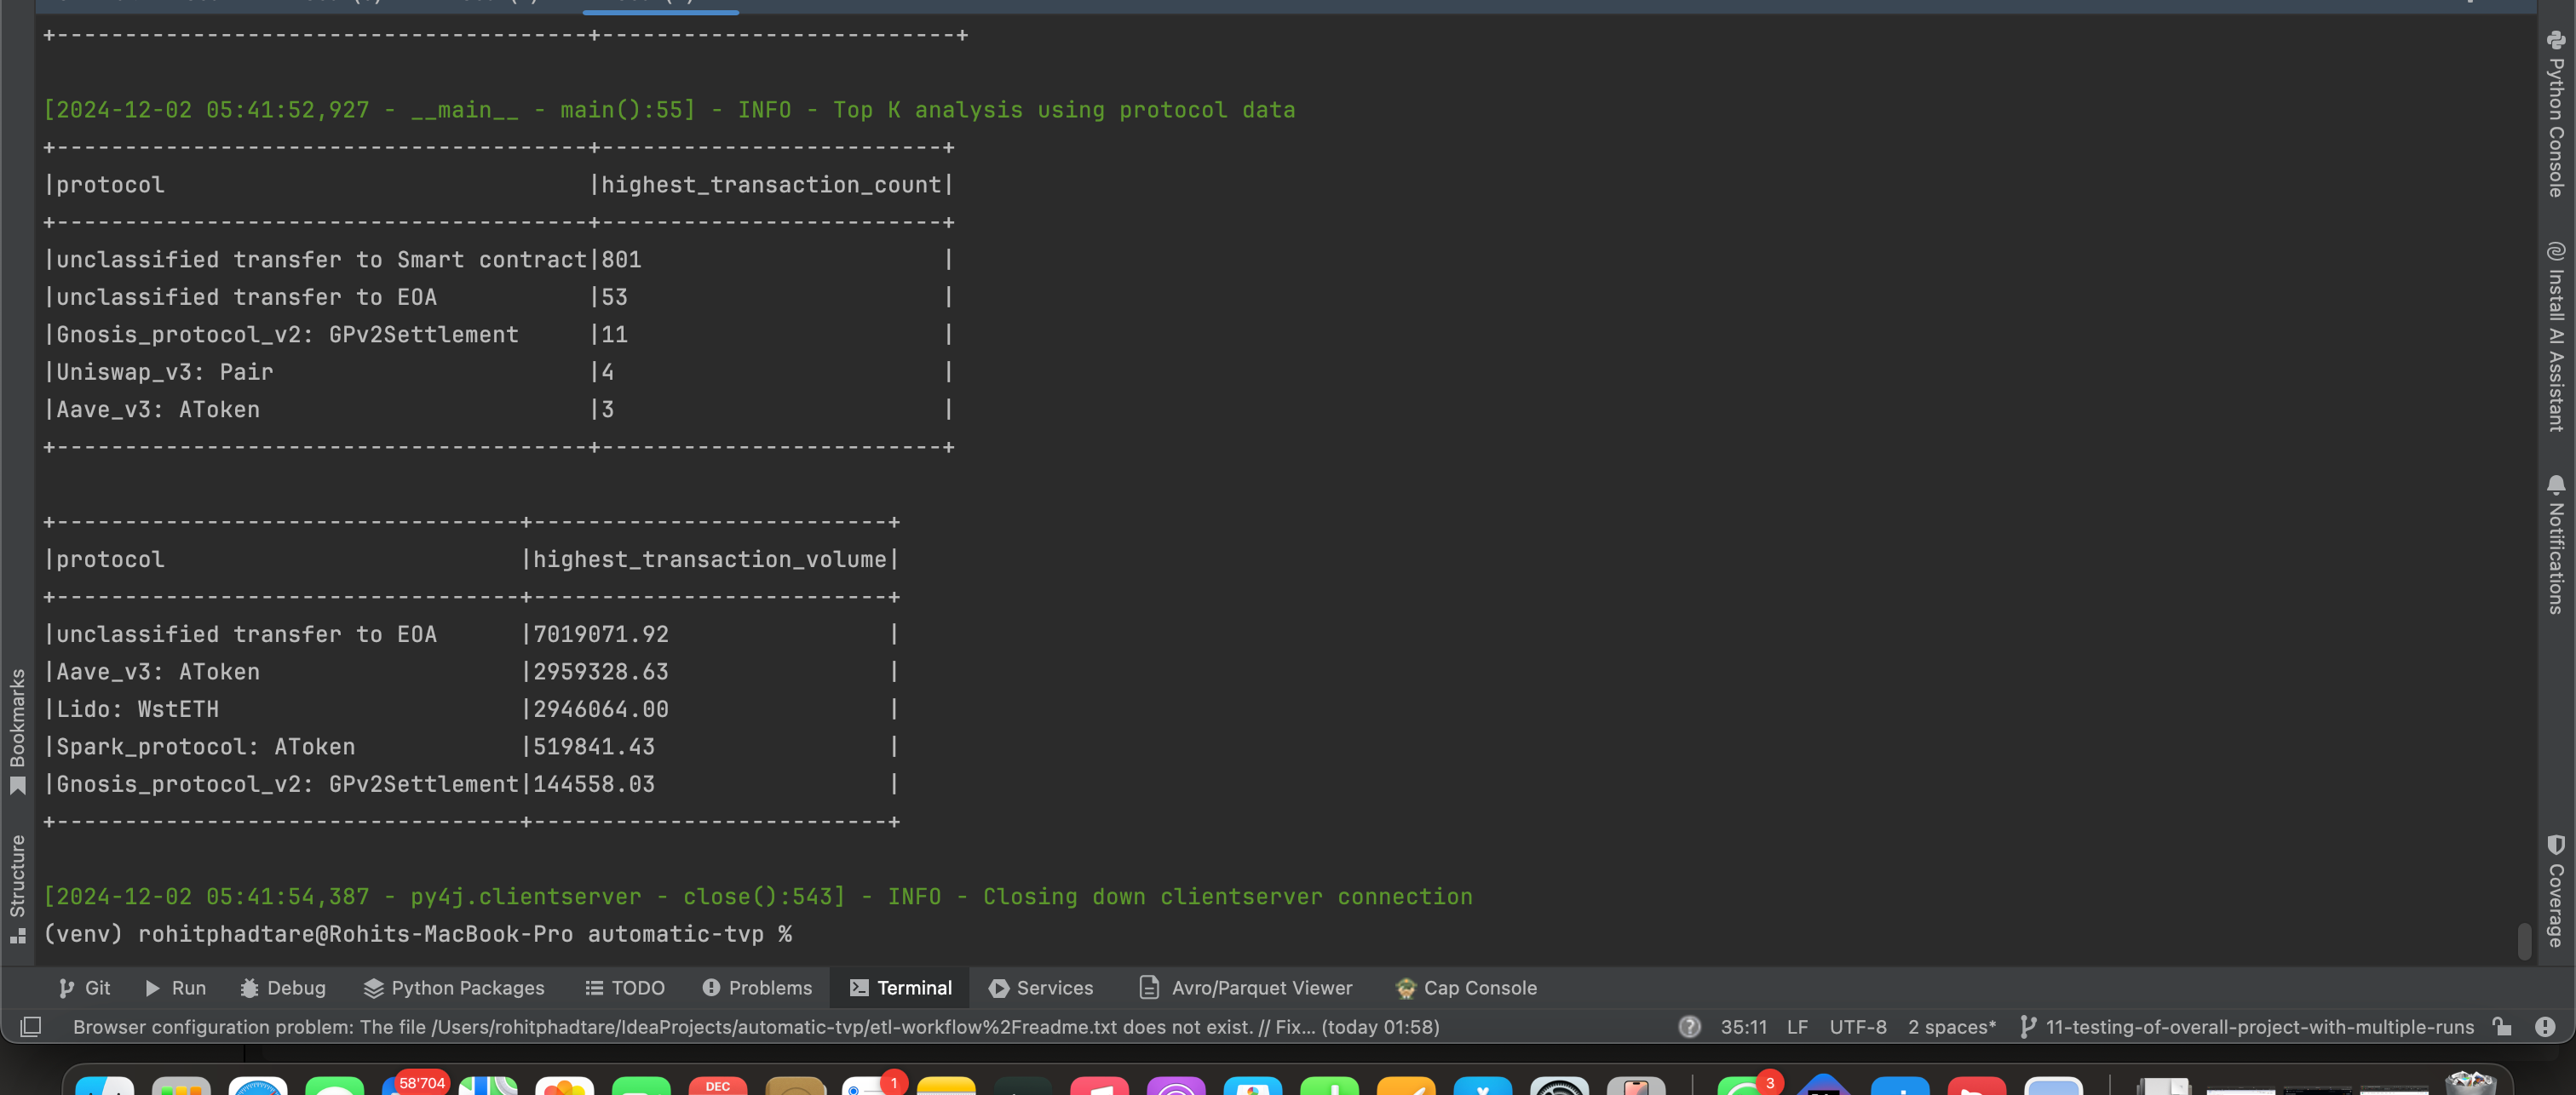 +---------------------------------------+--------------------------+
[2024-12-02 05:41:52,927 - __main__ - main():55] - INFO - Top K analysis using protocol data
+---------------------------------------+-------------------------+
|protocol                               |highest_transaction_count|
+---------------------------------------+-------------------------+
|unclassified transfer to Smart contract|801                      |
|unclassified transfer to EOA           |53                       |
|Gnosis_protocol_v2: GPv2Settlement     |11                       |
|Uniswap_v3: Pair                       |4                        |
|Aave_v3: AToken                        |3                        |
+---------------------------------------+-------------------------+
+----------------------------------+--------------------------+
|protocol                          |highest_transaction_volume|
+----------------------------------+--------------------------+
|unclassified transfer to EOA      |7019071.92                |
|Aave_v3: AToken                   |2959328.63                |
|Lido: WstETH                      |2946064.00                |
|Spark_protocol: AToken            |519841.43                 |
|Gnosis_protocol_v2: GPv2Settlement|144558.03                 |
+----------------------------------+--------------------------+
[2024-12-02 05:41:54,387 - py4j.clientserver - close():543] - INFO - Closing down clientserver connection
(venv) rohitphadtare@Rohits-MacBook-Pro automatic-tvp %
Bookmarks
Structure
Python Console
Install AI Assistant
Notifications
Coverage
Git Run Debug Python Packages TODO Problems Terminal Services Avro/Parquet Viewer Cap Console
Browser configuration problem: The file /Users/rohitphadtare/IdeaProjects/automatic-tvp/etl-workflow%2Freadme.txt does not exist. // Fix... (today 01:58) 35:11 LF UTF-8 2 spaces* 11-testing-of-overall-project-with-multiple-runs
58'704 DEC 1 3